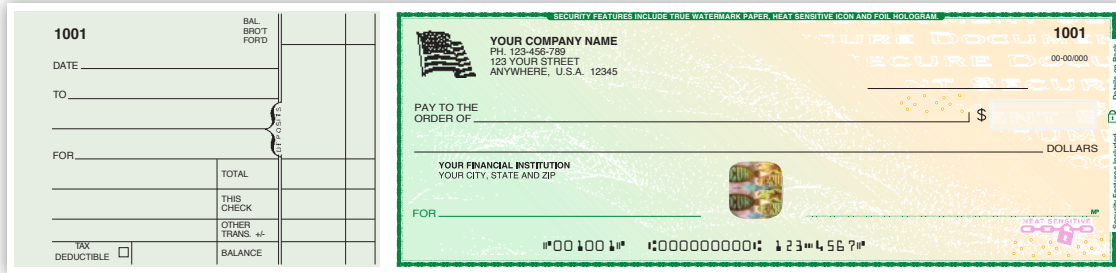 1001
BAL.
BRO'T
FOR'D
DATE
TO
DEPOSITS
FOR
TOTAL
THIS
CHECK
OTHER
TRANS. +/-
TAX
DEDUCTIBLE
BALANCE
SECURITY FEATURES INCLUDE TRUE WATERMARK PAPER, HEAT SENSITIVE ICON AND FOIL HOLOGRAM.
YOUR COMPANY NAME
PH. 123-456-789
123 YOUR STREET
ANYWHERE, U.S.A. 12345
1001
00-00/000
PAY TO THE
ORDER OF
$
DOLLARS
YOUR FINANCIAL INSTITUTION
YOUR CITY, STATE AND ZIP
FOR
MP
HEAT SENSITIVE
⑈001001⑈ ⑆000000000⑆ 123⑉4567⑈